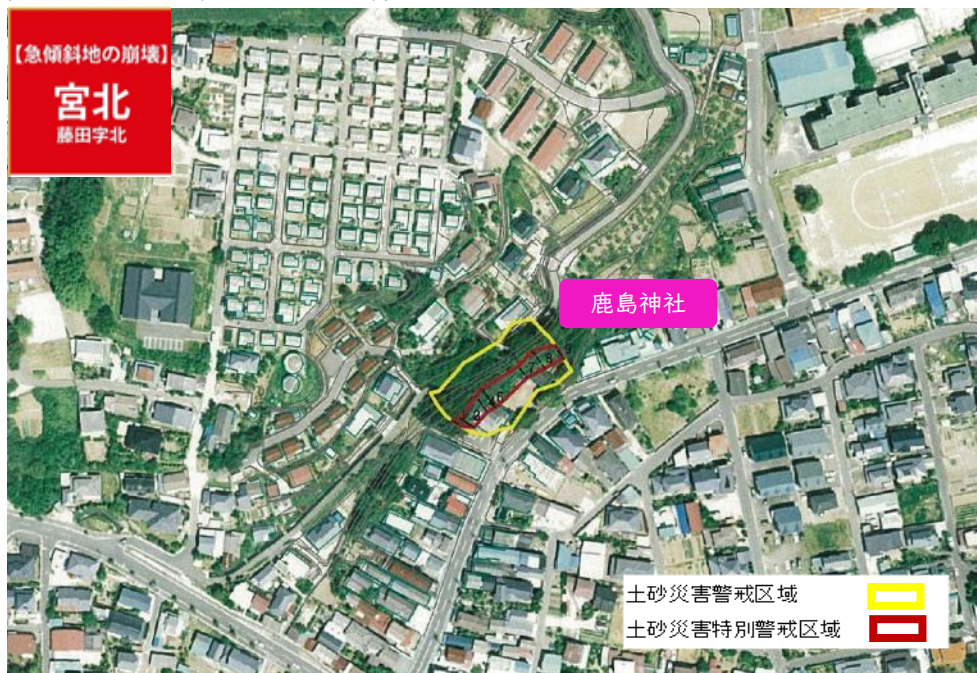 【急傾斜地の崩壊】
宮北
藤田字北
鹿島神社
土砂災害警戒区域
土砂災害特別警戒区域